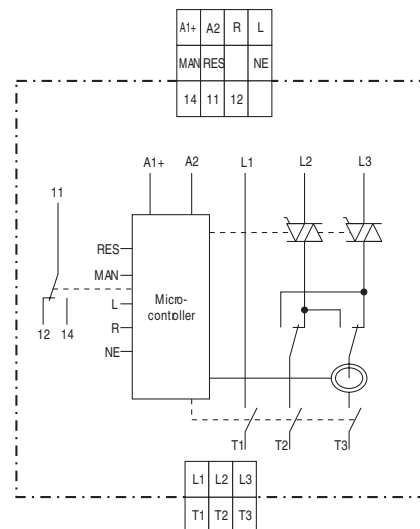 A1+ A2 R L
MAN RES NE
14 11 12
A1+ A2 L1 L2 L3
11
RES
MAN
L
R
NE
Micro-
controller
12 14
T1 T2 T3
L1 L2 L3
T1 T2 T3